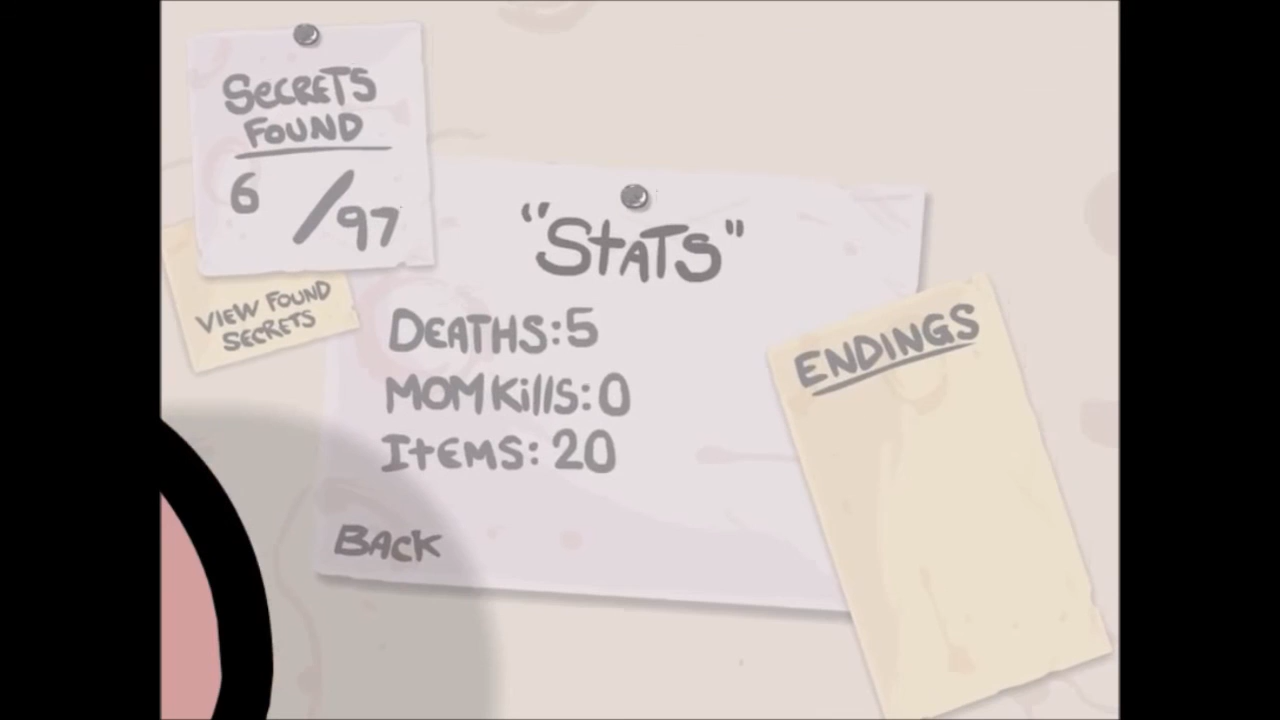 SECRETS
FOUND
6/97
VIEW FOUND
SECRETS
"STATS"
DEATHS:5
MOM Kills:0
ITEMS: 20
BACK
ENDINGS